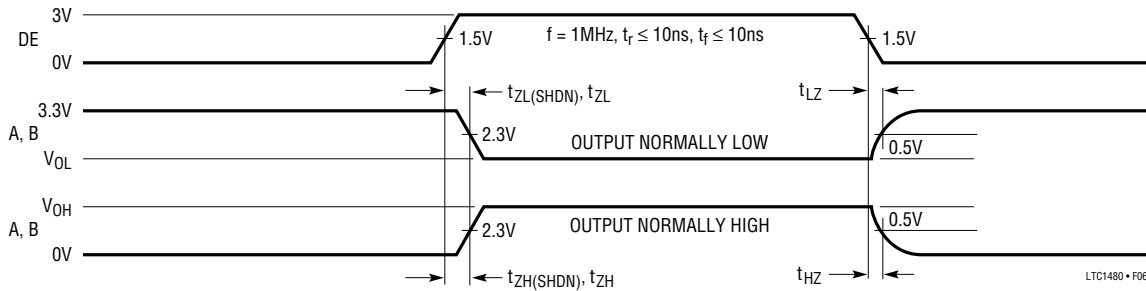 3V
DE
0V
1.5V
f = 1MHz, tr ≤ 10ns, tf ≤ 10ns
1.5V
tZL(SHDN), tZL
tLZ
3.3V
A, B
VOL
2.3V
OUTPUT NORMALLY LOW
0.5V
VOH
A, B
0V
2.3V
OUTPUT NORMALLY HIGH
0.5V
tZH(SHDN), tZH
tHZ
LTC1480 • F06